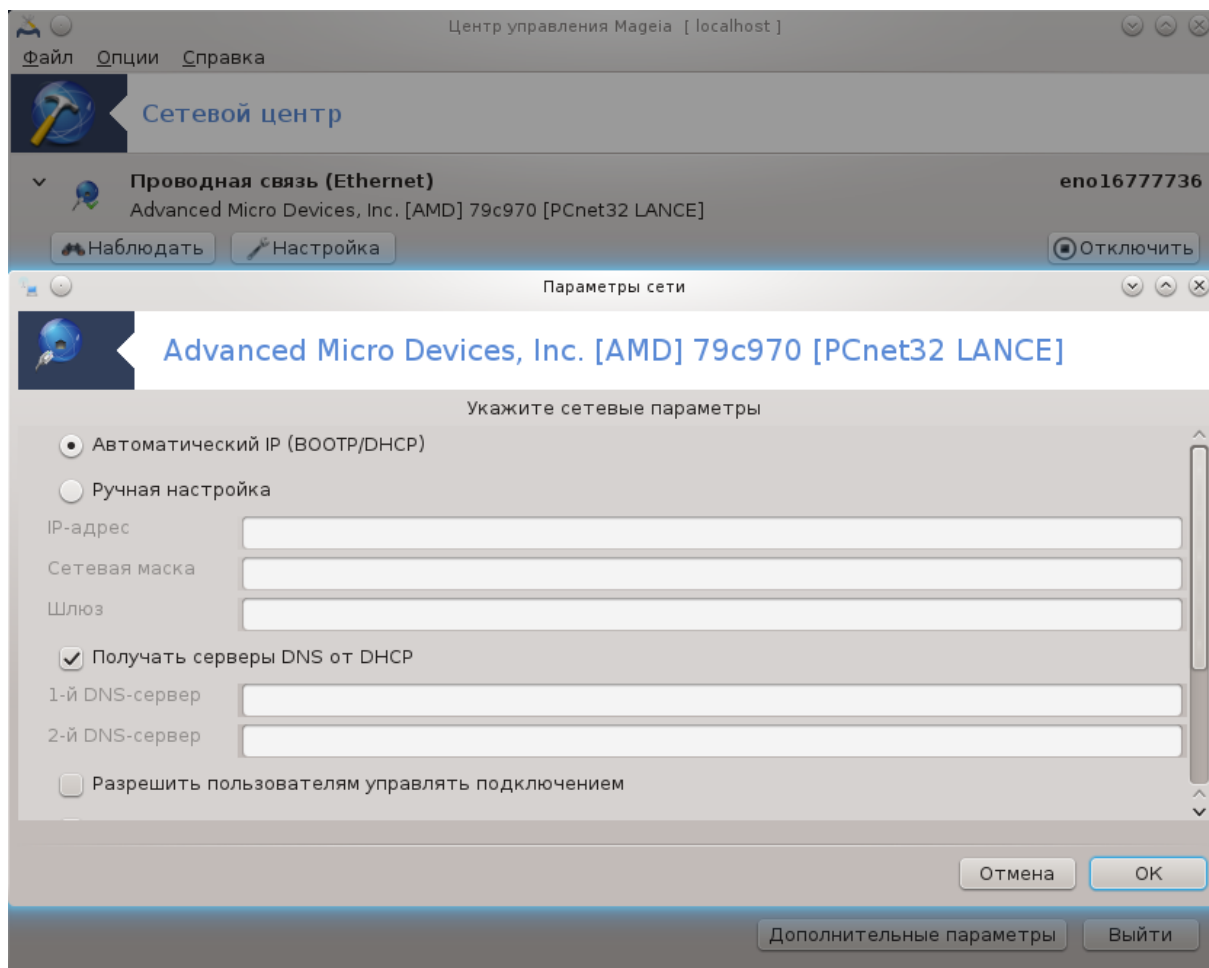 Центр управления Mageia [ localhost ]
Файл Опции Справка
Сетевой центр
Проводная связь (Ethernet) eno16777736
Advanced Micro Devices, Inc. [AMD] 79c970 [PCnet32 LANCE]
Наблюдать Настройка Отключить
Параметры сети
Advanced Micro Devices, Inc. [AMD] 79c970 [PCnet32 LANCE]
Укажите сетевые параметры
Автоматический IP (BOOTP/DHCP)
Ручная настройка
IP-адрес
Сетевая маска
Шлюз
Получать серверы DNS от DHCP
1-й DNS-сервер
2-й DNS-сервер
Разрешить пользователям управлять подключением
Отмена OK
Дополнительные параметры Выйти